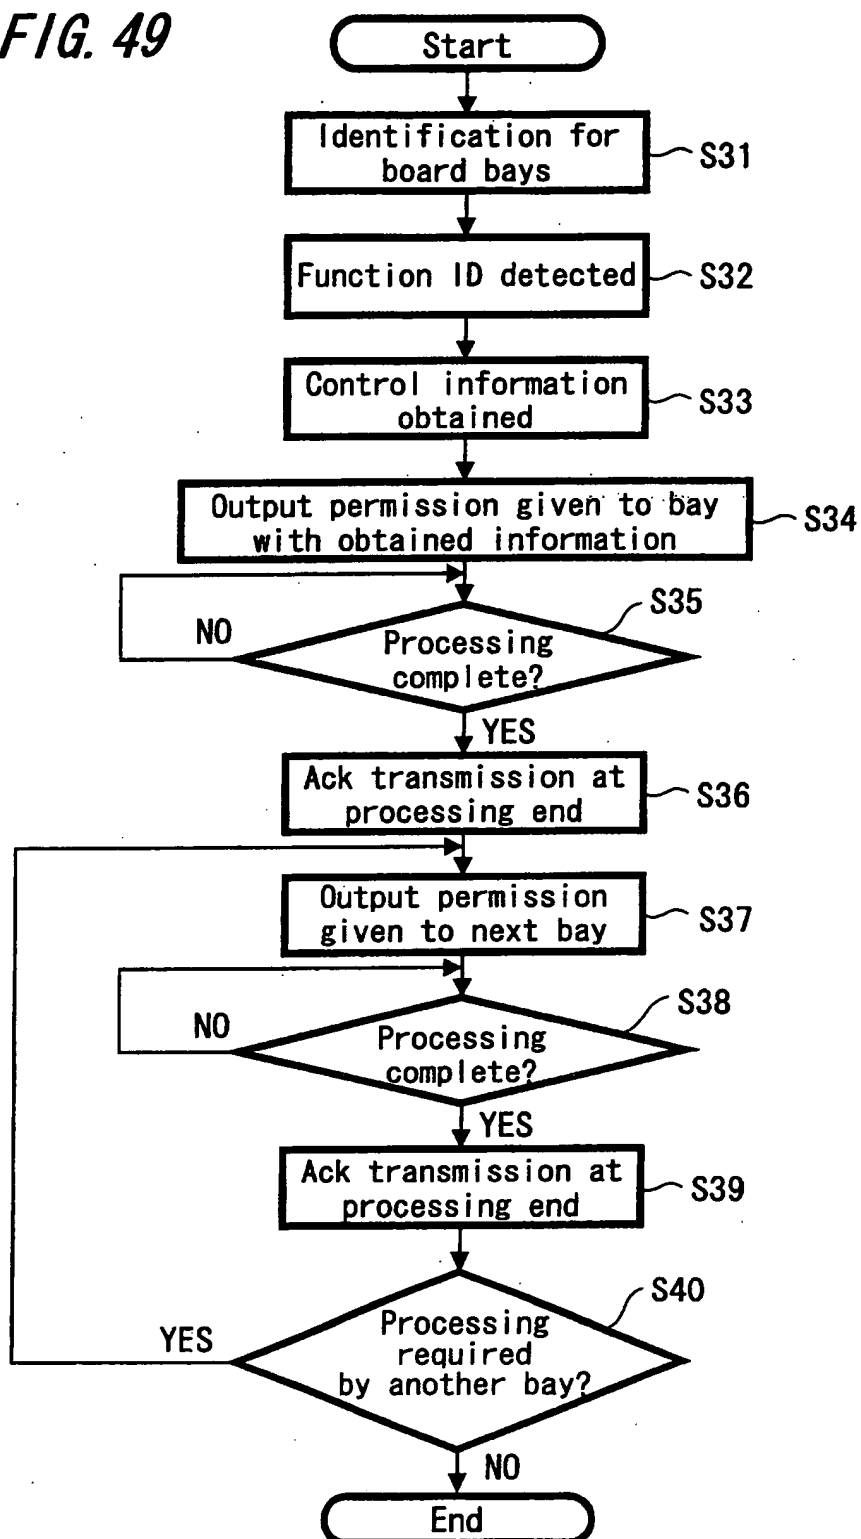 FIG. 49
Start
Identification for
board bays
S31
Function ID detected
S32
Control information
obtained
S33
Output permission given to bay
with obtained information
S34
S35
NO
Processing
complete?
YES
Ack transmission at
processing end
S36
Output permission
given to next bay
S37
S38
NO
Processing
complete?
YES
Ack transmission at
processing end
S39
S40
YES
Processing
required
by another bay?
NO
End